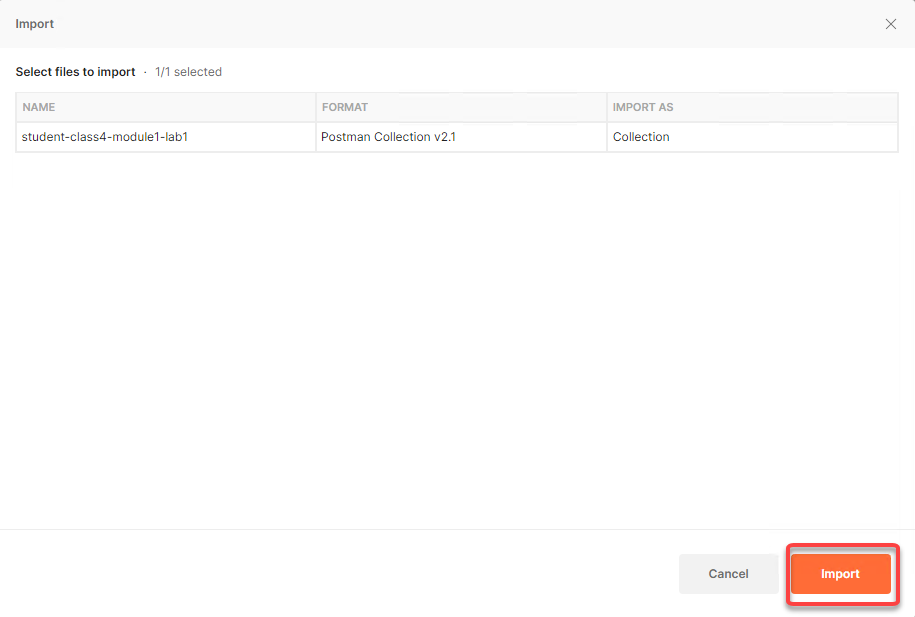 Import
Select files to import · 1/1 selected
NAME FORMAT IMPORT AS
student-class4-module1-lab1 Postman Collection v2.1 Collection
Cancel Import